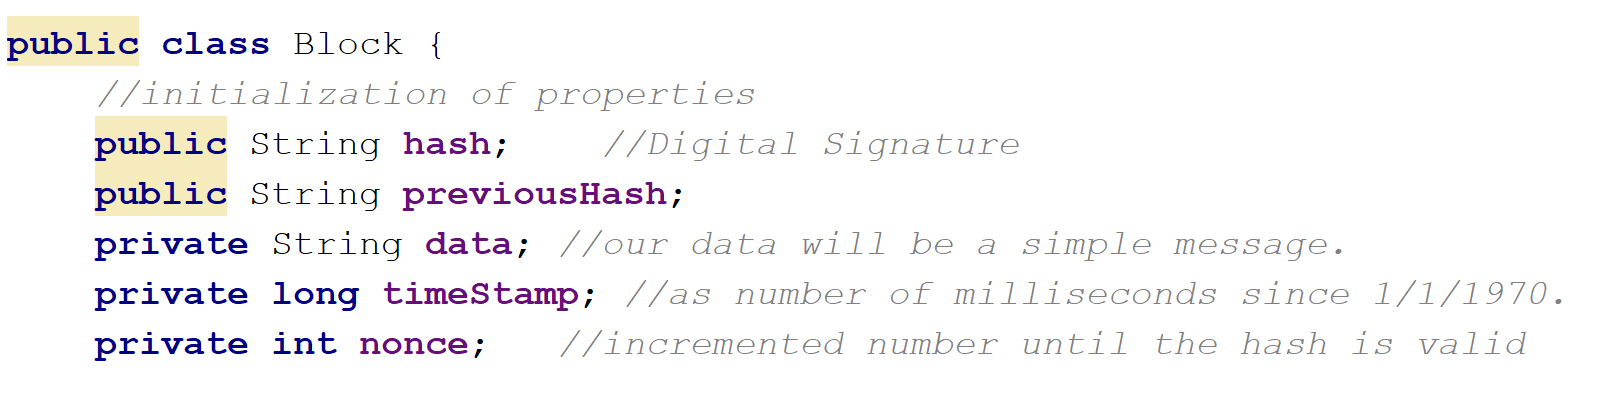 public class Block {
//initialization of properties
public String hash; //Digital Signature
public String previousHash;
private String data; //our data will be a simple message.
private long timeStamp; //as number of milliseconds since 1/1/1970.
private int nonce; //incremented number until the hash is valid